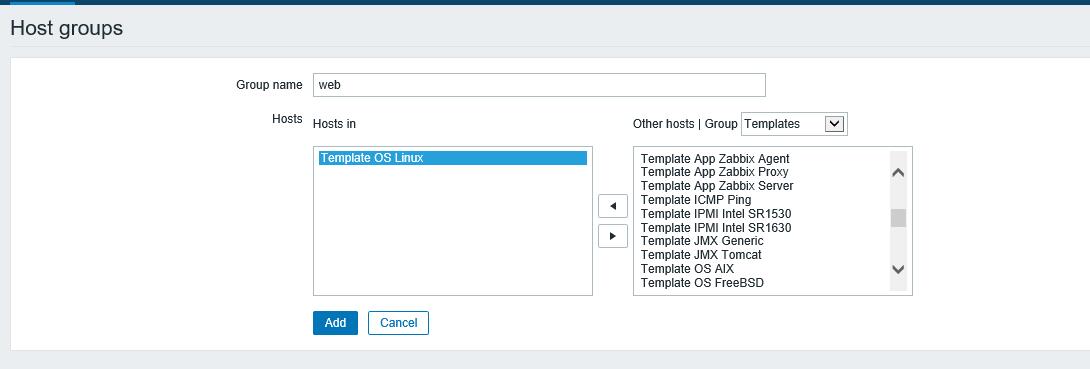 Host groups
Group name web
Hosts Hosts in Other hosts | Group Templates
Template OS Linux
Template App Zabbix Agent
Template App Zabbix Proxy
Template App Zabbix Server
Template ICMP Ping
Template IPMI Intel SR1530
Template IPMI Intel SR1630
Template JMX Generic
Template JMX Tomcat
Template OS AIX
Template OS FreeBSD
Add Cancel